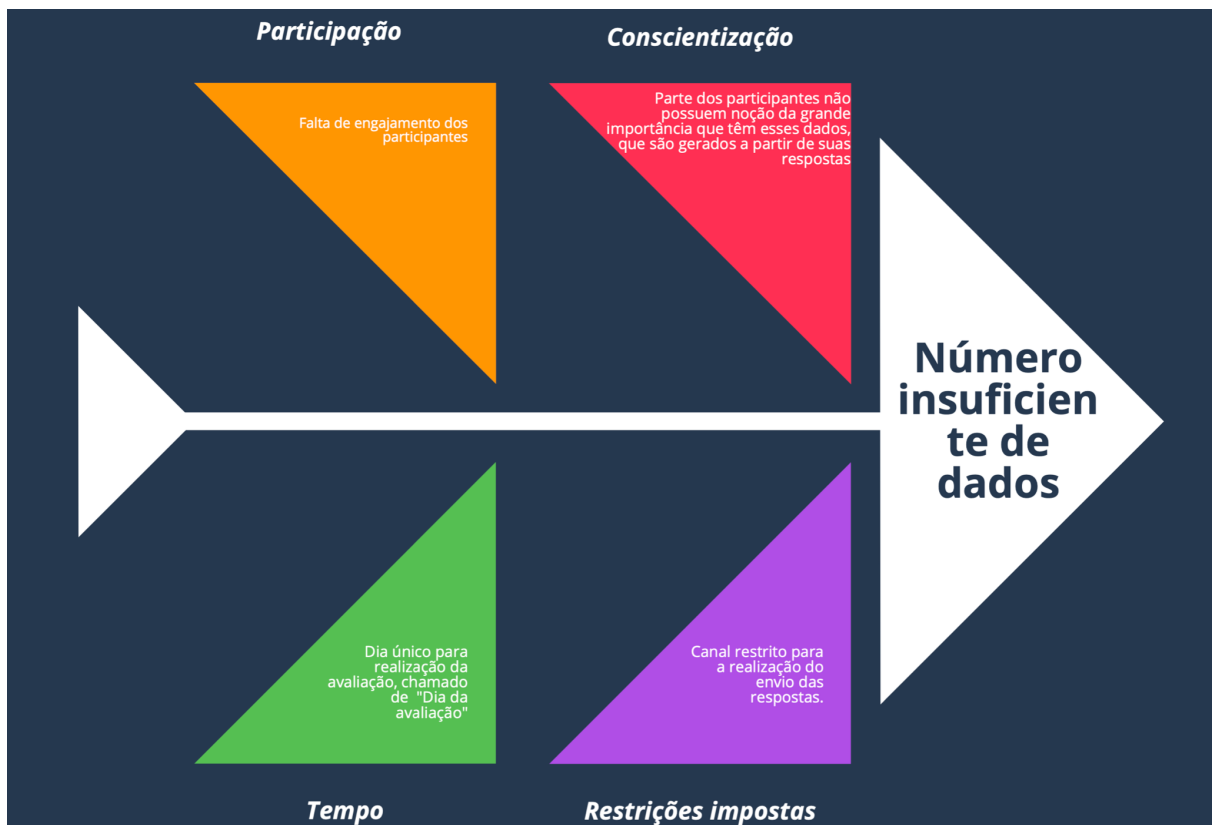 Participação
Conscientização
Falta de engajamento dos
participantes
Parte dos participantes não
possuem noção da grande
importância que têm esses dados,
que são gerados a partir de suas
respostas
Número
insuficien
te de
dados
Dia único para
realização da
avaliação, chamado
de "Dia da
avaliação"
Canal restrito para
a realização do
envio das
respostas.
Tempo
Restrições impostas